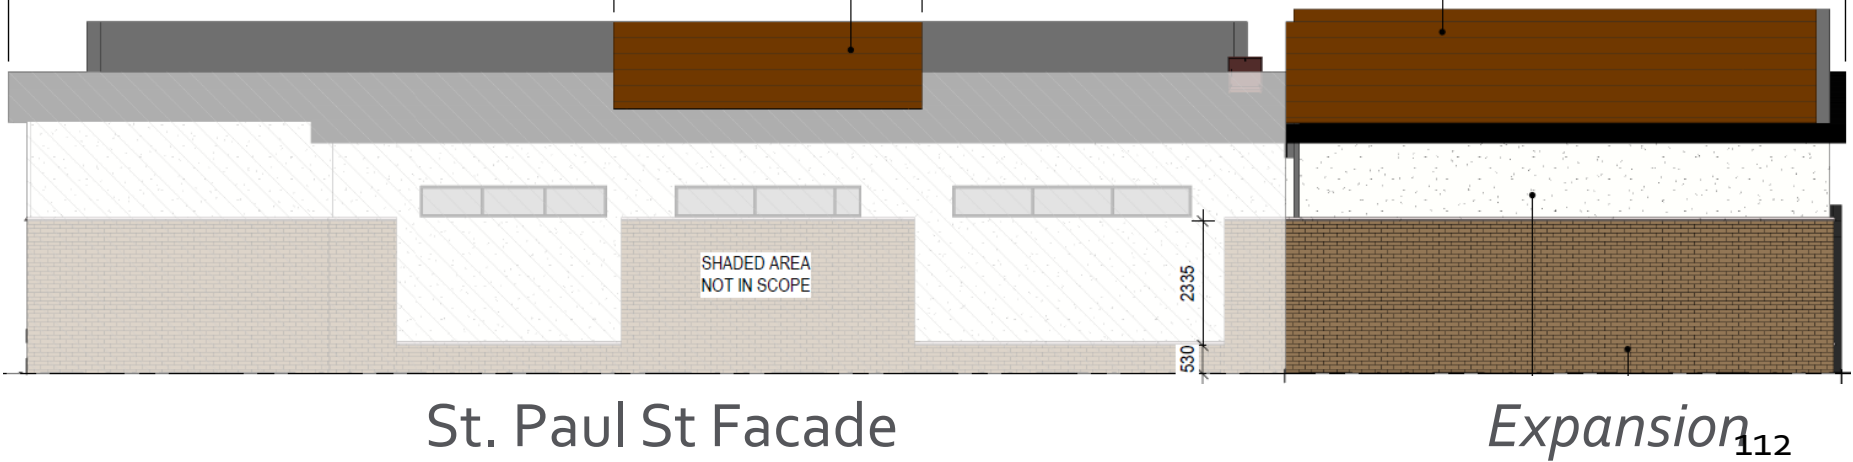 SHADED AREA
NOT IN SCOPE
2335
530
St. Paul St Facade
Expansion
112